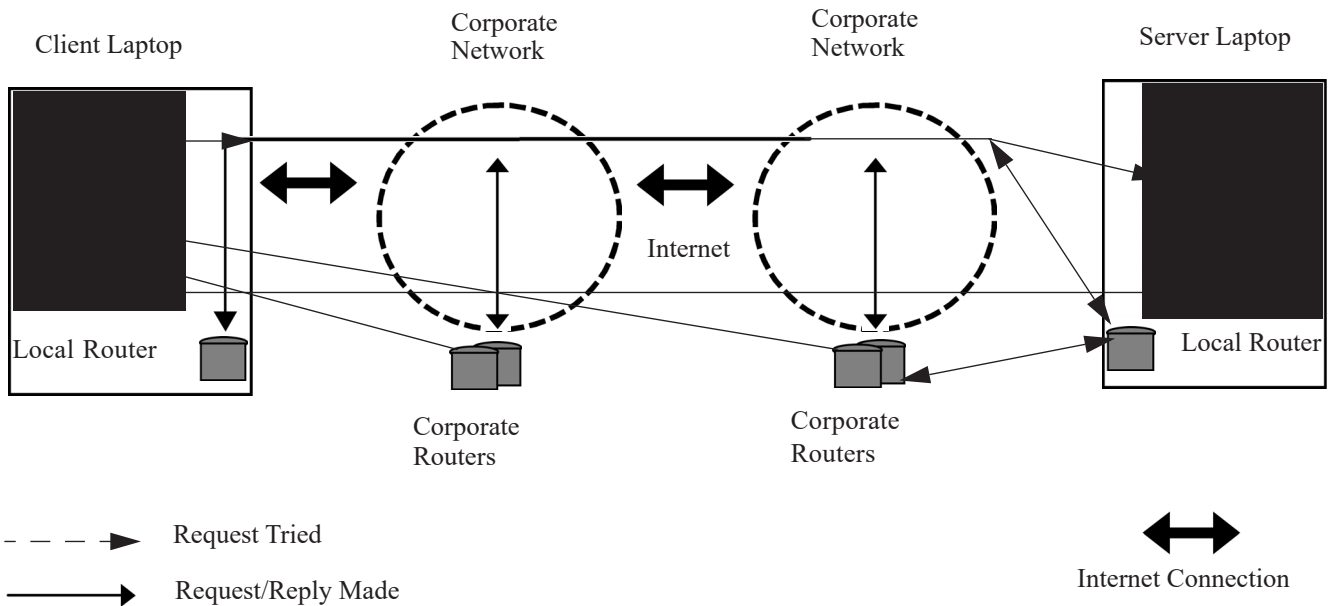 Client Laptop
Corporate
Network
Corporate
Network
Server Laptop
Internet
Local Router
Local Router
Corporate
Routers
Corporate
Routers
Request Tried
Request/Reply Made
Internet Connection